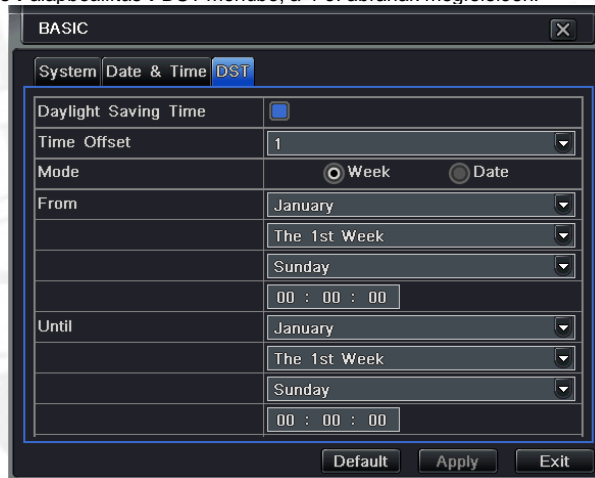 BASIC
System Date & Time DST
Daylight Saving Time
Time Offset 1
Mode Week Date
From January
The 1st Week
Sunday
00 : 00 : 00
Until January
The 1st Week
Sunday
00 : 00 : 00
Default Apply Exit